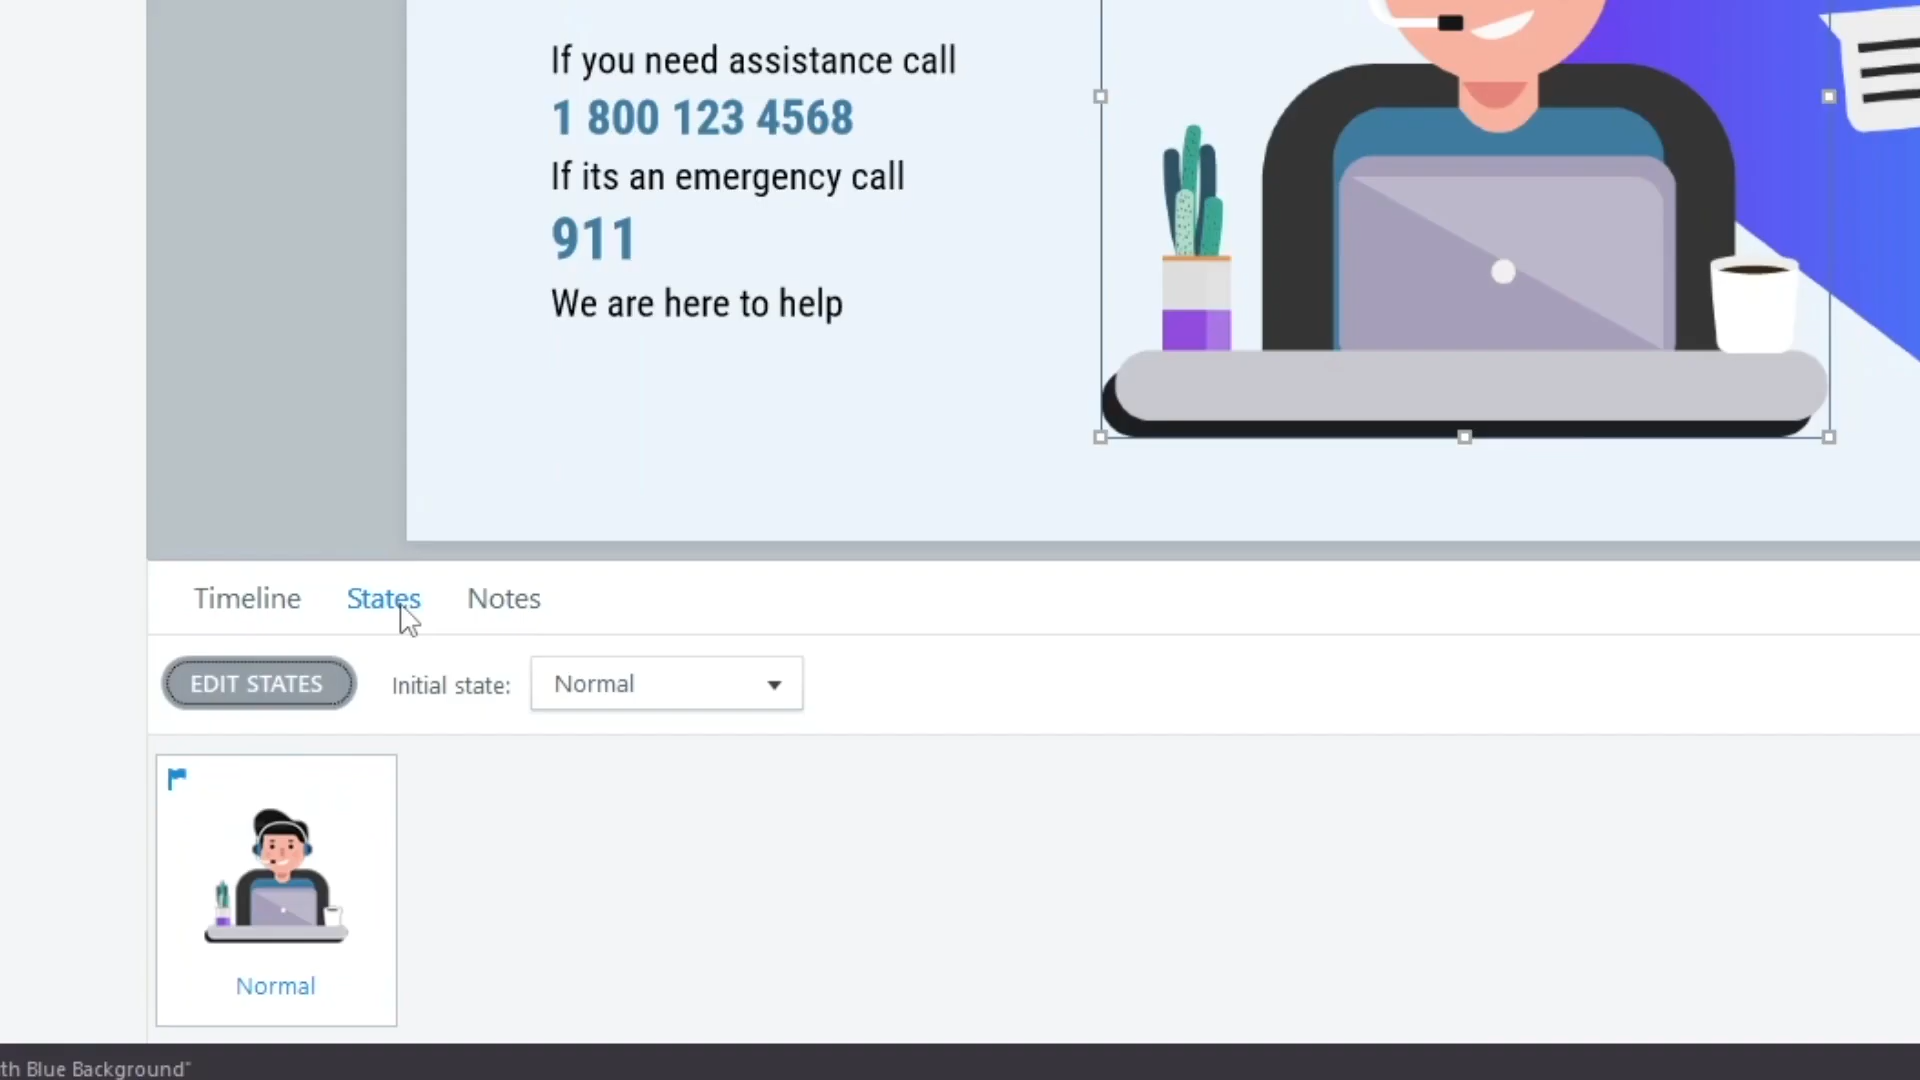 If you need assistance call
1 800 123 4568
If its an emergency call
911
We are here to help
Timeline States Notes
EDIT STATES Initial state: Normal
Normal
th Blue Background"